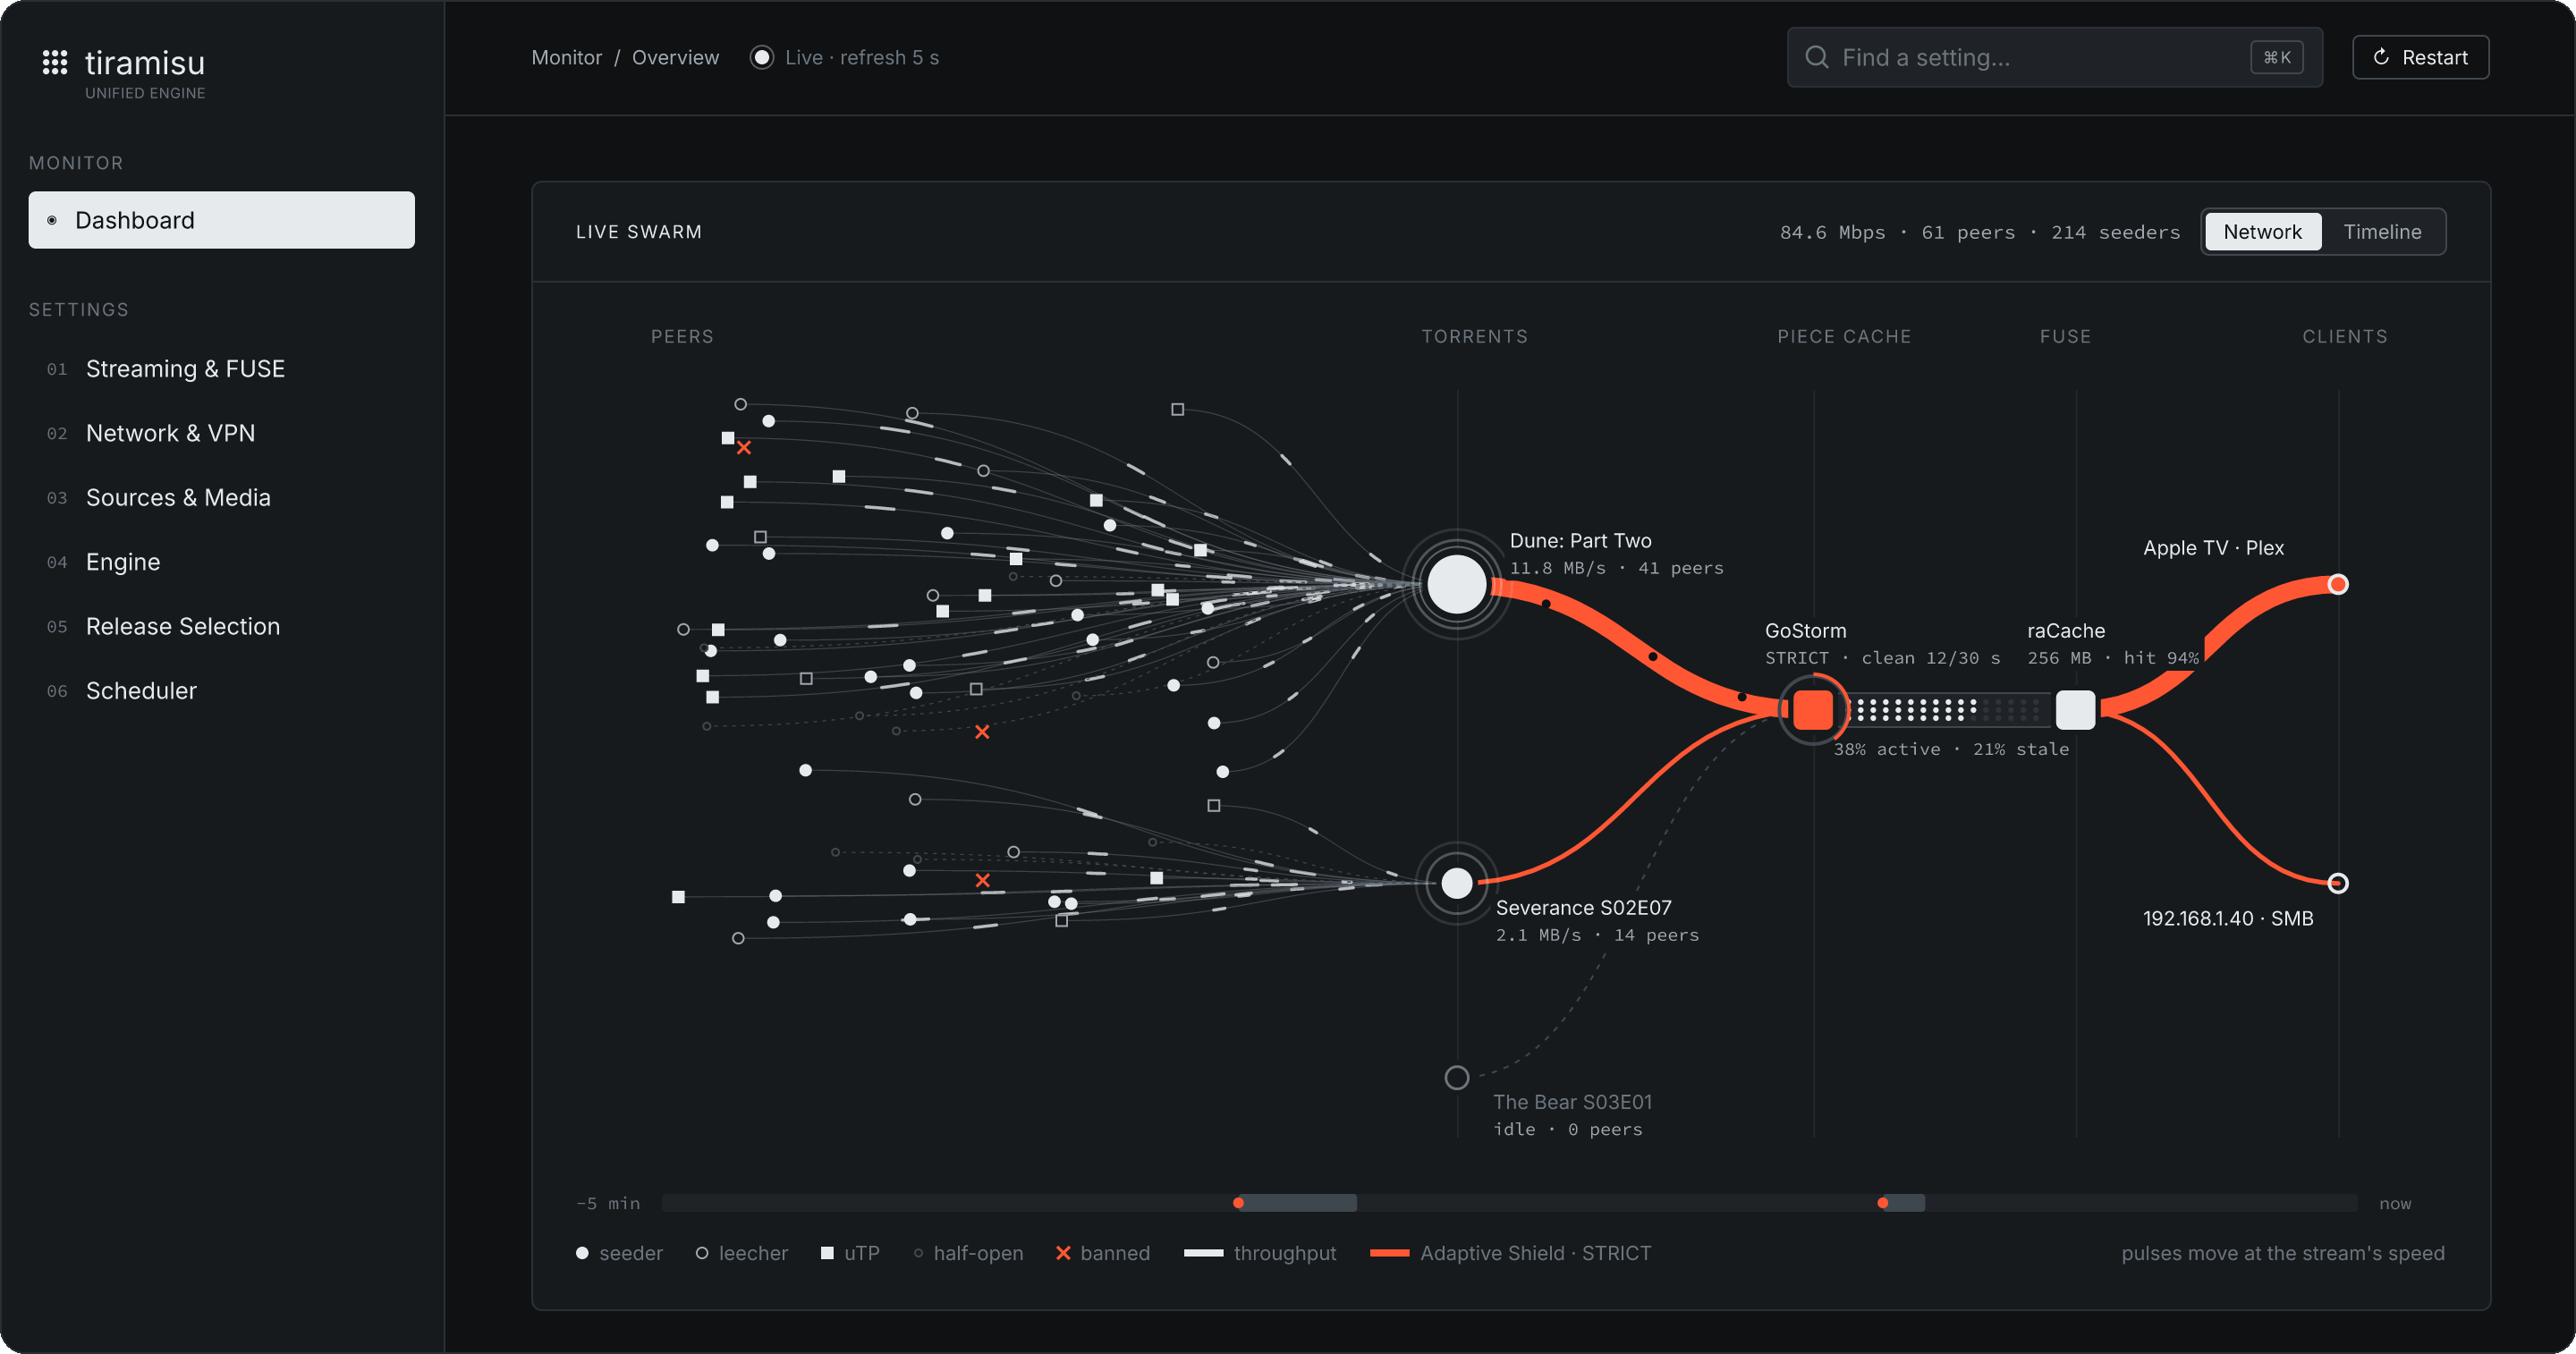 tiramisu
UNIFIED ENGINE
MONITOR
Dashboard
SETTINGS
01 Streaming & FUSE
02 Network & VPN
03 Sources & Media
04 Engine
05 Release Selection
06 Scheduler
Monitor / Overview Live · refresh 5 s
Find a setting... ⌘K
Restart
LIVE SWARM
84.6 Mbps · 61 peers · 214 seeders
Network Timeline
PEERS TORRENTS PIECE CACHE FUSE CLIENTS
Dune: Part Two
11.8 MB/s · 41 peers
Apple TV · Plex
GoStorm
STRICT · clean 12/30 s
raCache
256 MB · hit 94%
38% active · 21% stale
Severance S02E07
2.1 MB/s · 14 peers
192.168.1.40 · SMB
The Bear S03E01
idle · 0 peers
−5 min now
seeder leecher uTP half-open banned throughput Adaptive Shield · STRICT
pulses move at the stream's speed